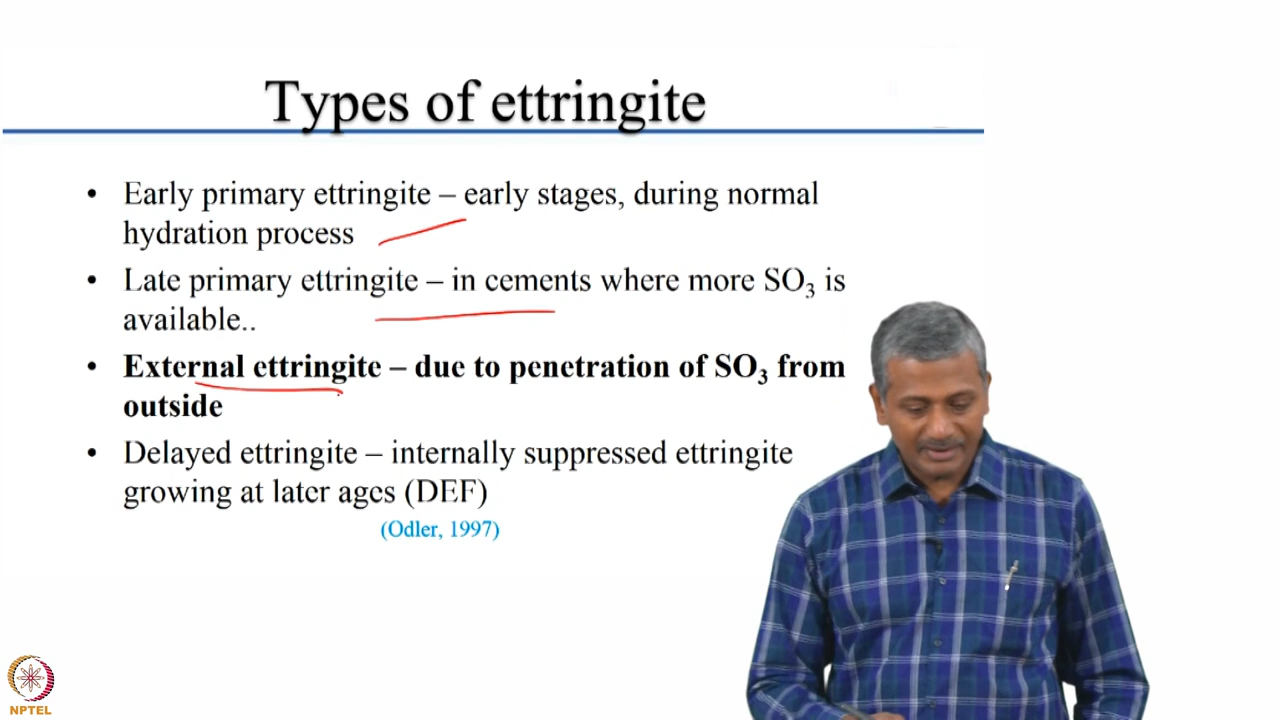 Types of ettringite
• Early primary ettringite – early stages, during normal
hydration process
• Late primary ettringite – in cements where more SO₃ is
available..
• External ettringite – due to penetration of SO₃ from
outside
• Delayed ettringite – internally suppressed ettringite
growing at later ages (DEF)
(Odler, 1997)
NPTEL